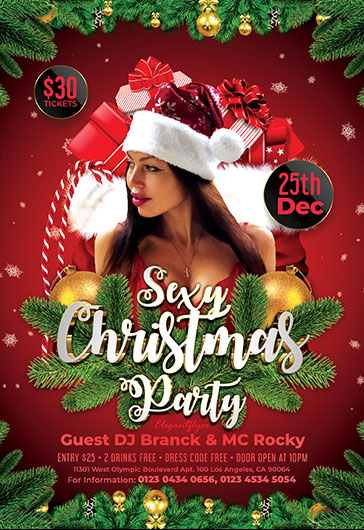 $30
TICKETS
25th
Dec
Sexy
Christmas
Party
ElegantFlyer
Guest DJ Branck & MC Rocky
ENTRY $25 • 2 DRINKS FREE • DRESS CODE FREE • DOOR OPEN AT 10PM
11301 West Olympic Boulevard Apt. 100 Los Angeles, CA 90064
For Information: 0123 0434 0656, 0123 4534 5054